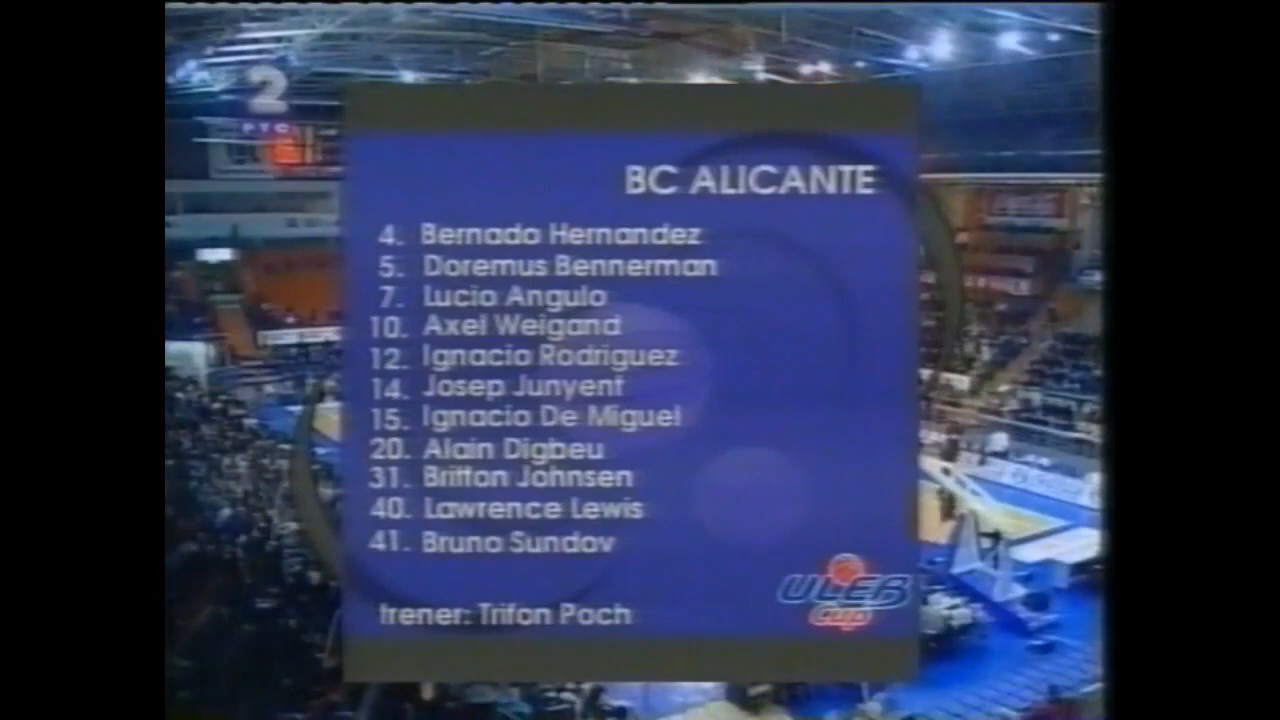 2
РТС
BC ALICANTE
4. Bernado Hernandez
5. Doremus Bennerman
7. Lucio Angulo
10. Axel Weigand
12. Ignacio Rodriguez
14. Josep Junyent
15. Ignacio De Miguel
20. Alain Digbeu
31. Britton Johnsen
40. Lawrence Lewis
41. Bruno Sundov
trener: Trifon Poch
ULEB
Cup